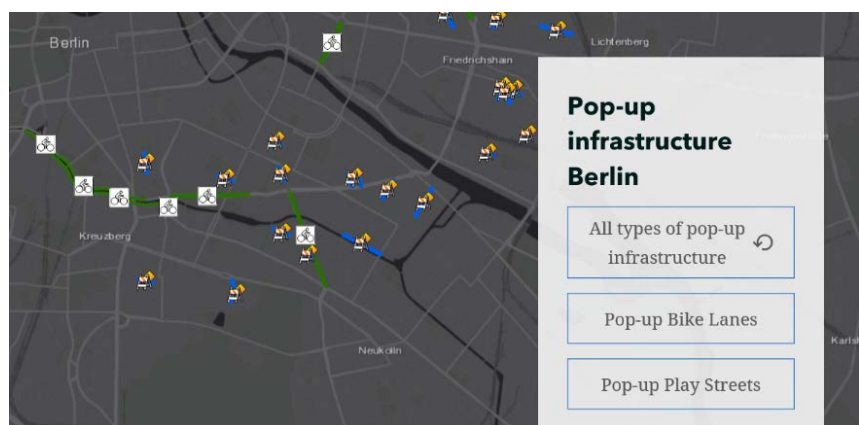 Berlin
Lichtenberg
Friedrichshain
Kreuzberg
Neukölln
Karlsh
Pop-up
infrastructure
Berlin
All types of pop-up
infrastructure
Pop-up Bike Lanes
Pop-up Play Streets